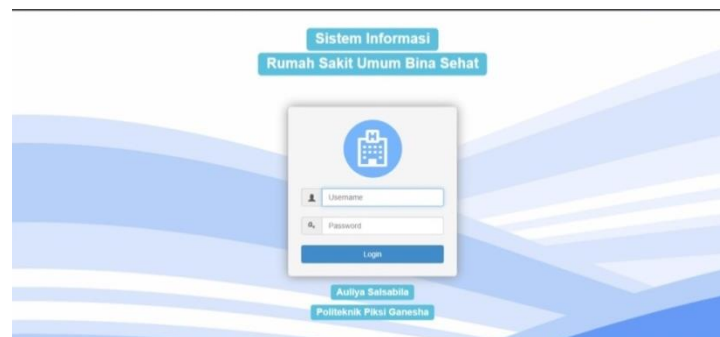 Sistem Informasi
Rumah Sakit Umum Bina Sehat
H
Username
Password
Login
Auliya Salsabila
Politeknik Piksi Ganesha